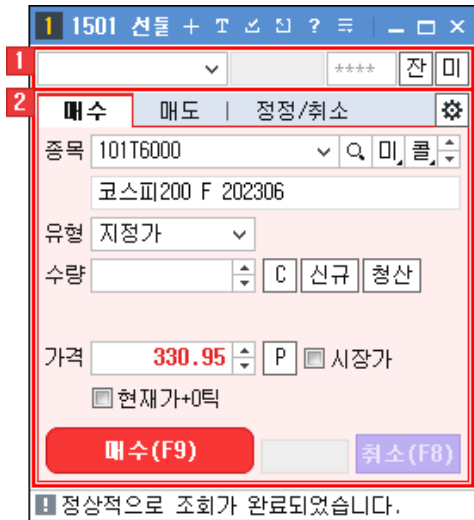 1 1501 선물 + T ?
1
**** 잔 미
2
매수 매도 | 정정/취소
종목 101T6000 미 콜
코스피200 F 202306
유형 지정가
수량 C 신규 청산
가격 330.95 P 시장가
현재가+0틱
매수(F9) 취소(F8)
정상적으로 조회가 완료되었습니다.